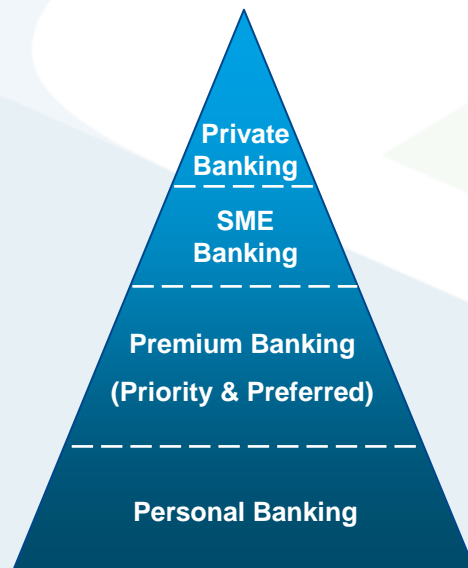 Private
Banking
SME
Banking
Premium Banking
(Priority & Preferred)
Personal Banking